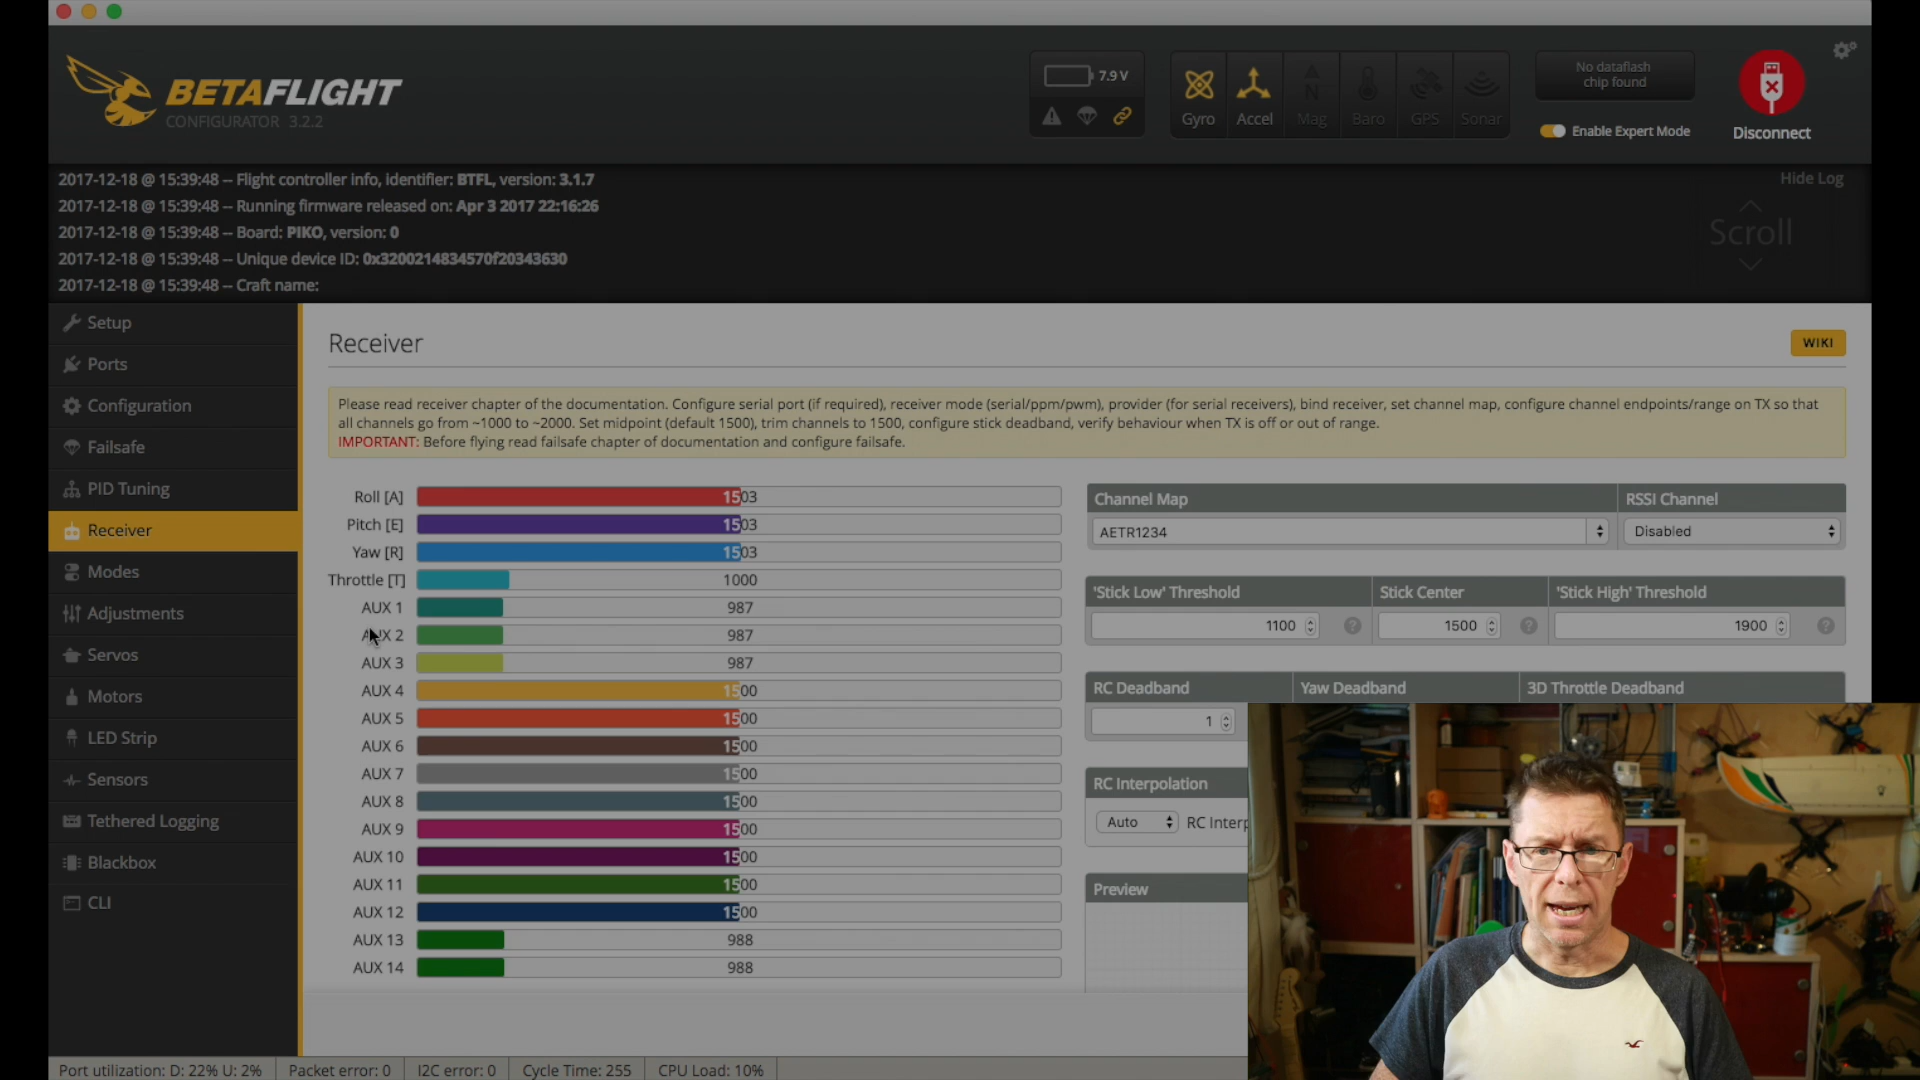 BETAFLIGHT
CONFIGURATOR 3.2.2
7.9 V
Gyro
Accel
Mag
Baro
GPS
Sonar
No dataflash
chip found
Enable Expert Mode
Disconnect
2017-12-18 @ 15:39:48 -- Flight controller info, identifier: BTFL, version: 3.1.7
2017-12-18 @ 15:39:48 -- Running firmware released on: Apr 3 2017 22:16:26
2017-12-18 @ 15:39:48 -- Board: PIKO, version: 0
2017-12-18 @ 15:39:48 -- Unique device ID: 0x3200214834570f20343630
2017-12-18 @ 15:39:48 -- Craft name:
Hide Log
Scroll
Setup
Ports
Configuration
Failsafe
PID Tuning
Receiver
Modes
Adjustments
Servos
Motors
LED Strip
Sensors
Tethered Logging
Blackbox
CLI
Receiver
WIKI
Please read receiver chapter of the documentation. Configure serial port (if required), receiver mode (serial/ppm/pwm), provider (for serial receivers), bind receiver, set channel map, configure channel endpoints/range on TX so that
all channels go from ~1000 to ~2000. Set midpoint (default 1500), trim channels to 1500, configure stick deadband, verify behaviour when TX is off or out of range.
IMPORTANT: Before flying read failsafe chapter of documentation and configure failsafe.
Roll [A] 1503
Pitch [E] 1503
Yaw [R] 1503
Throttle [T] 1000
AUX 1 987
AUX 2 987
AUX 3 987
AUX 4 1500
AUX 5 1500
AUX 6 1500
AUX 7 1500
AUX 8 1500
AUX 9 1500
AUX 10 1500
AUX 11 1500
AUX 12 1500
AUX 13 988
AUX 14 988
Channel Map
RSSI Channel
AETR1234
Disabled
'Stick Low' Threshold
Stick Center
'Stick High' Threshold
1100
1500
1900
RC Deadband
Yaw Deadband
3D Throttle Deadband
1
RC Interpolation
Auto
RC Interp
Preview
Port utilization: D: 22% U: 2%
Packet error: 0
I2C error: 0
Cycle Time: 255
CPU Load: 10%